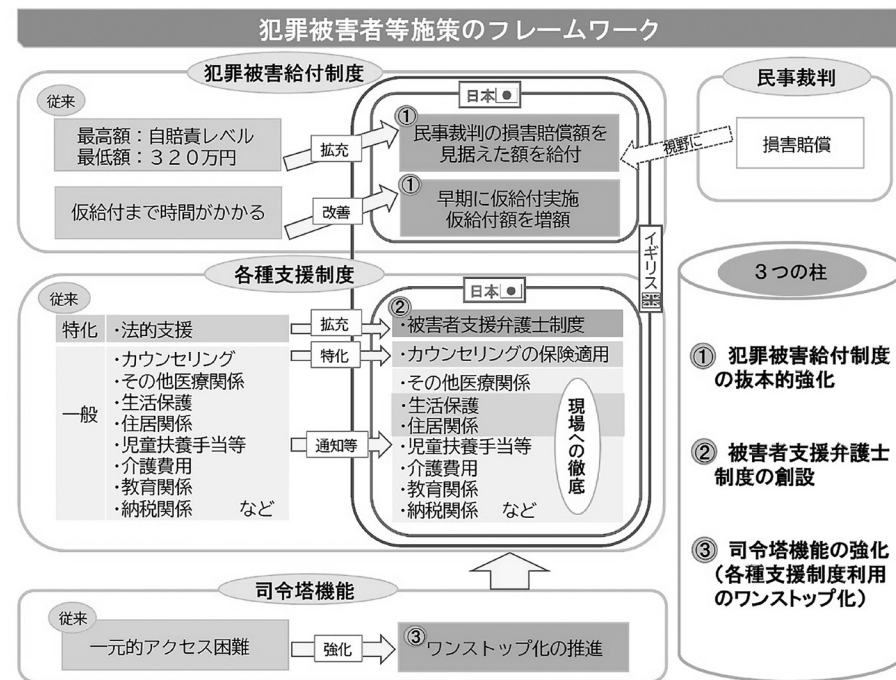 犯罪被害者等施策のフレームワーク
犯罪被害給付制度
従来
最高額：自賠責レベル
最低額：３２０万円
拡充
日本
①
民事裁判の損害賠償額を
見据えた額を給付
視野に
民事裁判
損害賠償
仮給付まで時間がかかる
改善
①
早期に仮給付実施
仮給付額を増額
イギリス
各種支援制度
従来
日本
特化
・法的支援
拡充
②
・被害者支援弁護士制度
一般
・カウンセリング
・その他医療関係
・生活保護
・住居関係
・児童扶養手当等
・介護費用
・教育関係
・納税関係　など
特化
・カウンセリングの保険適用
通知等
・その他医療関係
・生活保護
・住居関係
・児童扶養手当等
・介護費用
・教育関係
・納税関係　など
現場への徹底
司令塔機能
従来
一元的アクセス困難
強化
③
ワンストップ化の推進
３つの柱
① 犯罪被害給付制度
の抜本的強化
② 被害者支援弁護士
制度の創設
③ 司令塔機能の強化
（各種支援制度利用
のワンストップ化）